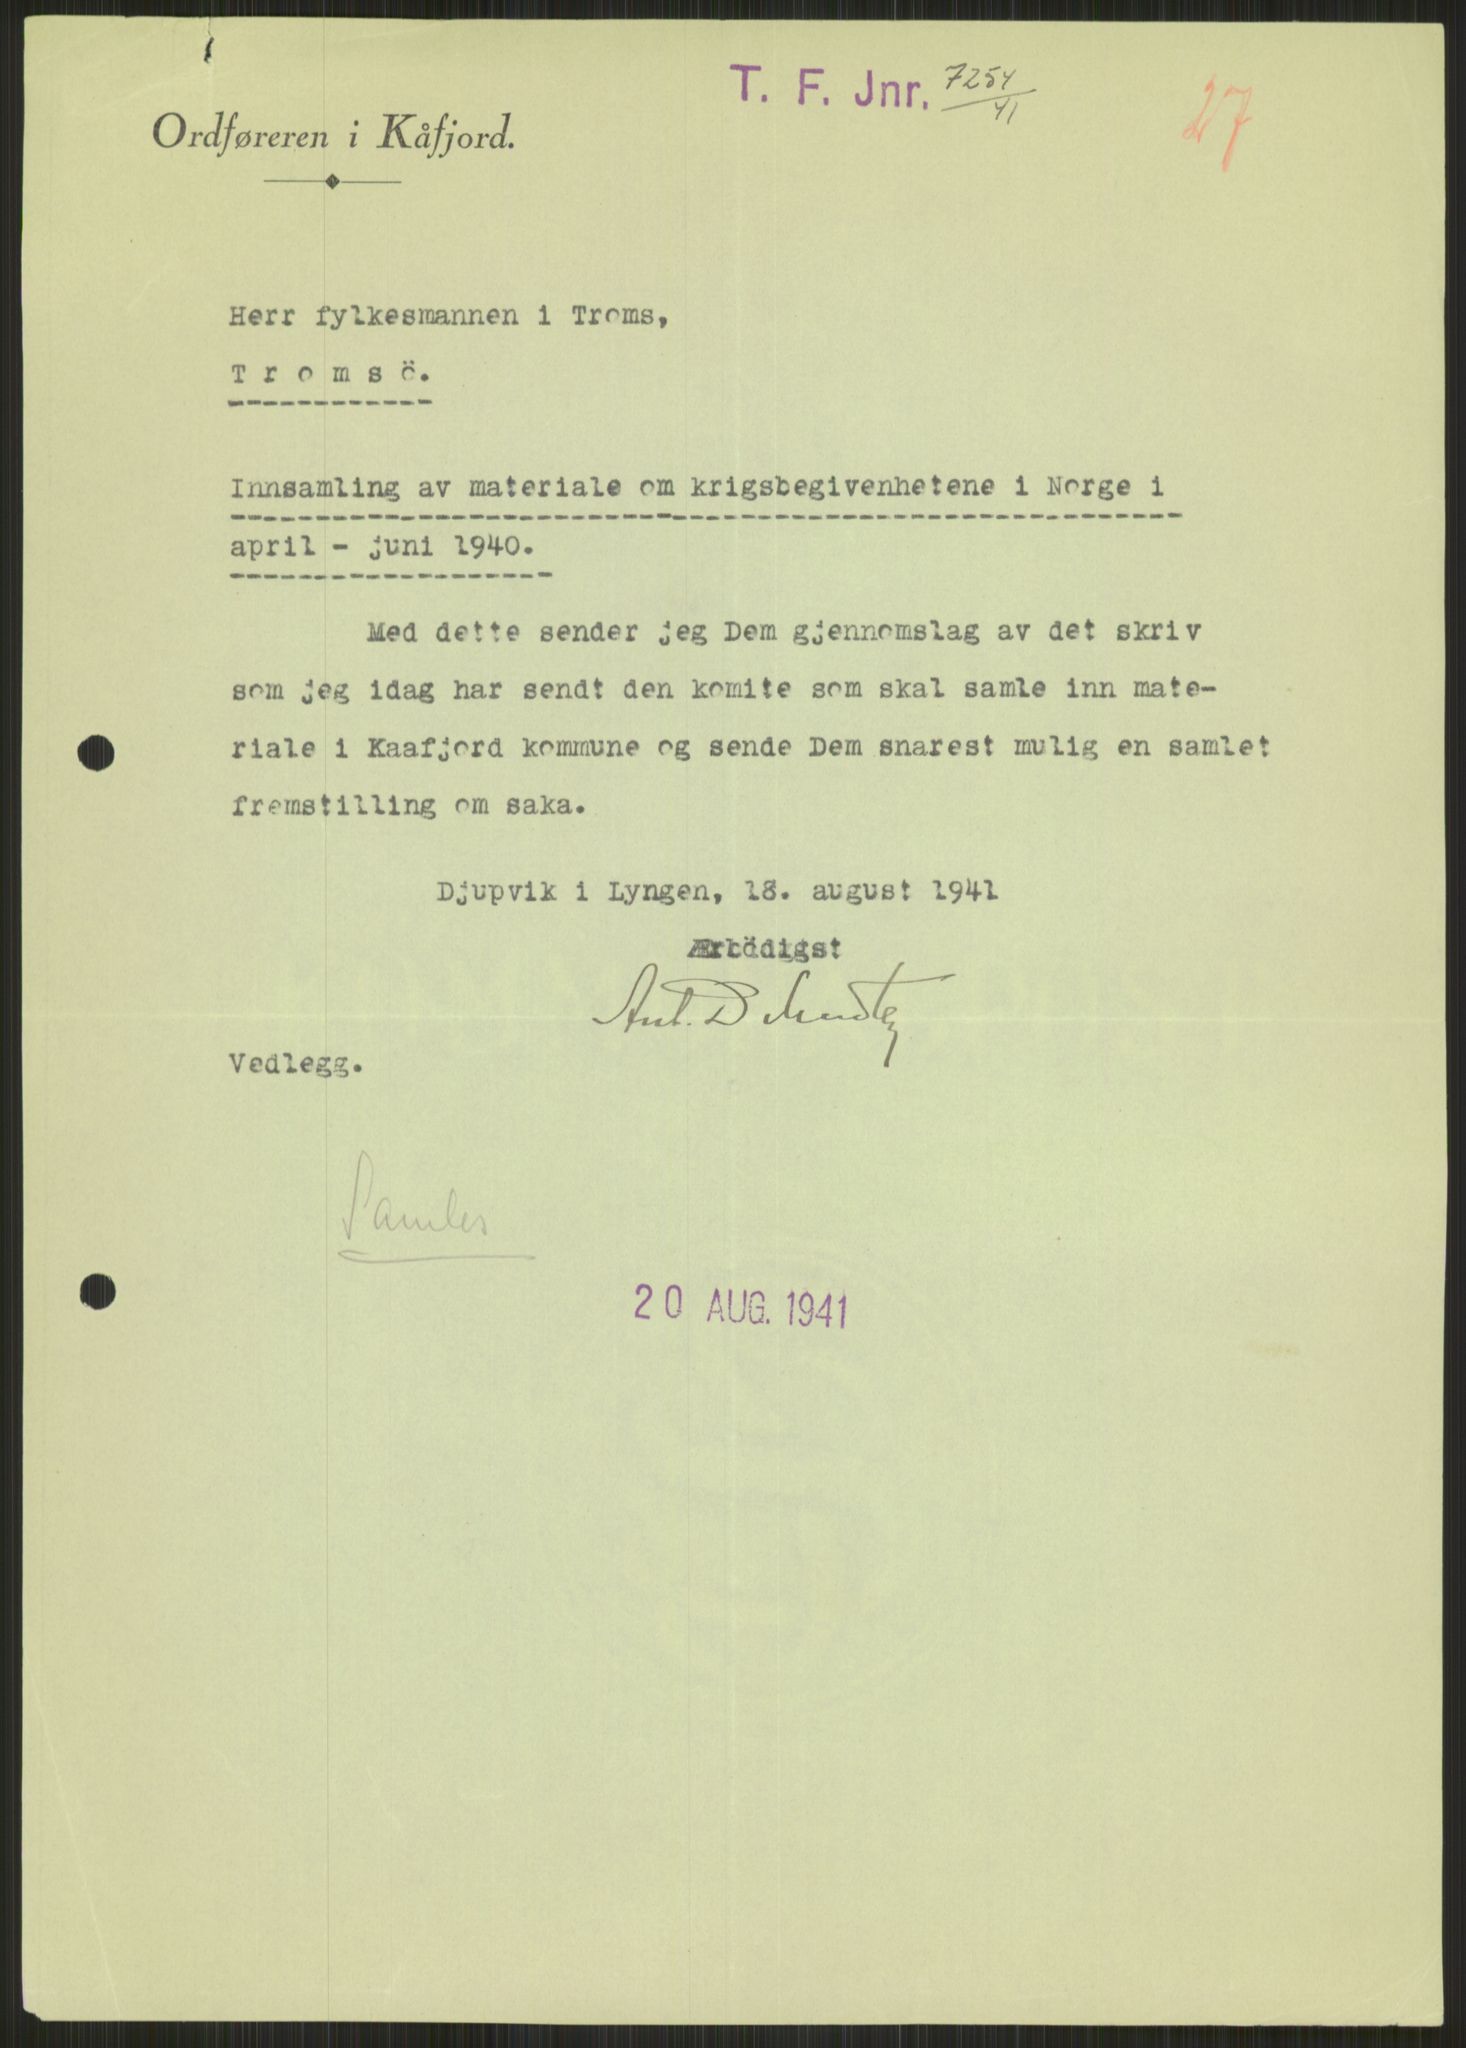 T. F. Jnr. 7254/41
27
Ordføreren i Kåfjord.
Herr fylkesmannen i Troms,
T r o m s ö.
Innsamling av materiale om krigsbegivenhetene i Norge i
april - juni 1940.
Med dette sender jeg Dem gjennomslag av det skriv
som jeg idag har sendt den komite som skal samle inn mate-
riale i Kaafjord kommune og sende Dem snarest mulig en samlet
fremstilling om saka.
Djupvik i Lyngen, 18. august 1941
Ærbödigst
Ant. D
Vedlegg.
Samles
20 AUG. 1941